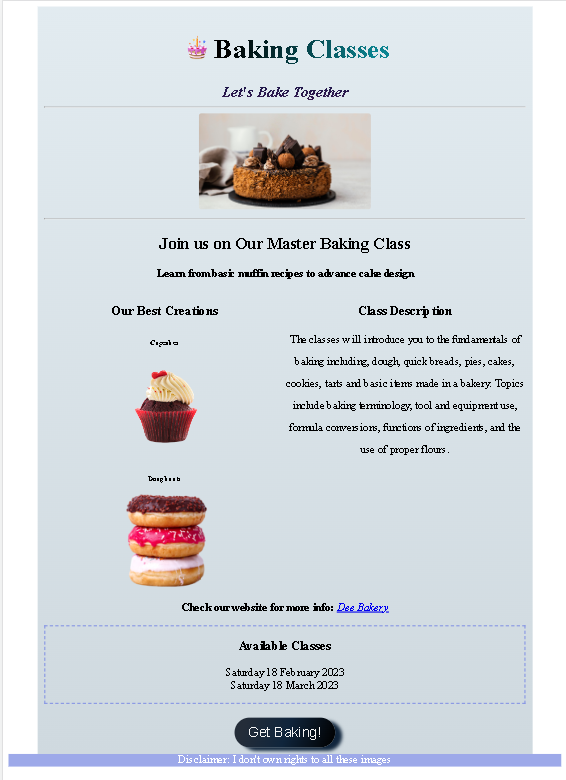 Baking Classes
Let's Bake Together
Join us on Our Master Baking Class
Learn from basic muffin recipes to advance cake design
Our Best Creations
Cupcakes
Doughnuts
Class Description
The classes will introduce you to the fundamentals of
baking including, dough, quick breads, pies, cakes,
cookies, tarts and basic items made in a bakery. Topics
include baking terminology, tool and equipment use,
formula conversions, functions of ingredients, and the
use of proper flours.
Check our website for more info: Dee Bakery
Available Classes
Saturday 18 February 2023
Saturday 18 March 2023
Get Baking!
Disclaimer: I don't own rights to all these images